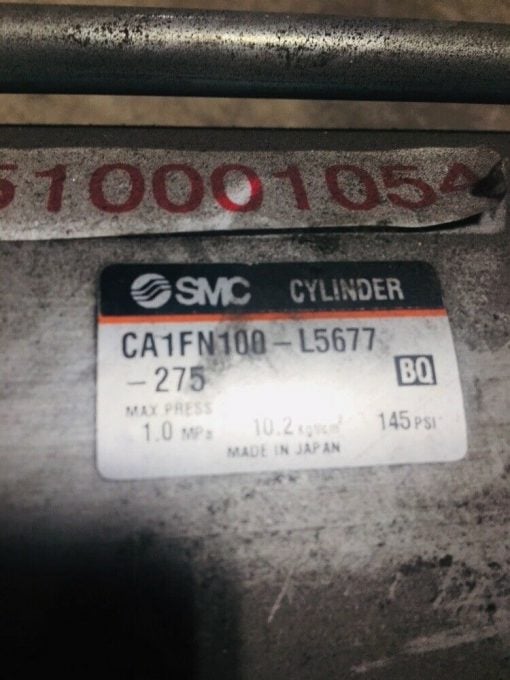 510001054
SMC CYLINDER
CA1FN100-L5677
-275
BQ
MAX.PRESS
1.0 MPa 10.2 kgf/cm² 145 PSI
MADE IN JAPAN